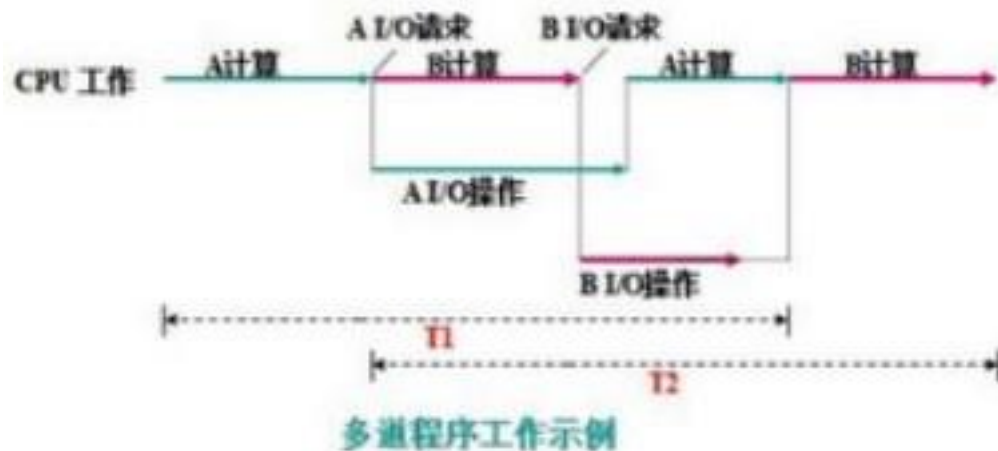 A I/O请求 B I/O请求
CPU 工作 A计算 B计算 A计算 B计算
A I/O操作
B I/O操作
T1
T2
多道程序工作示例